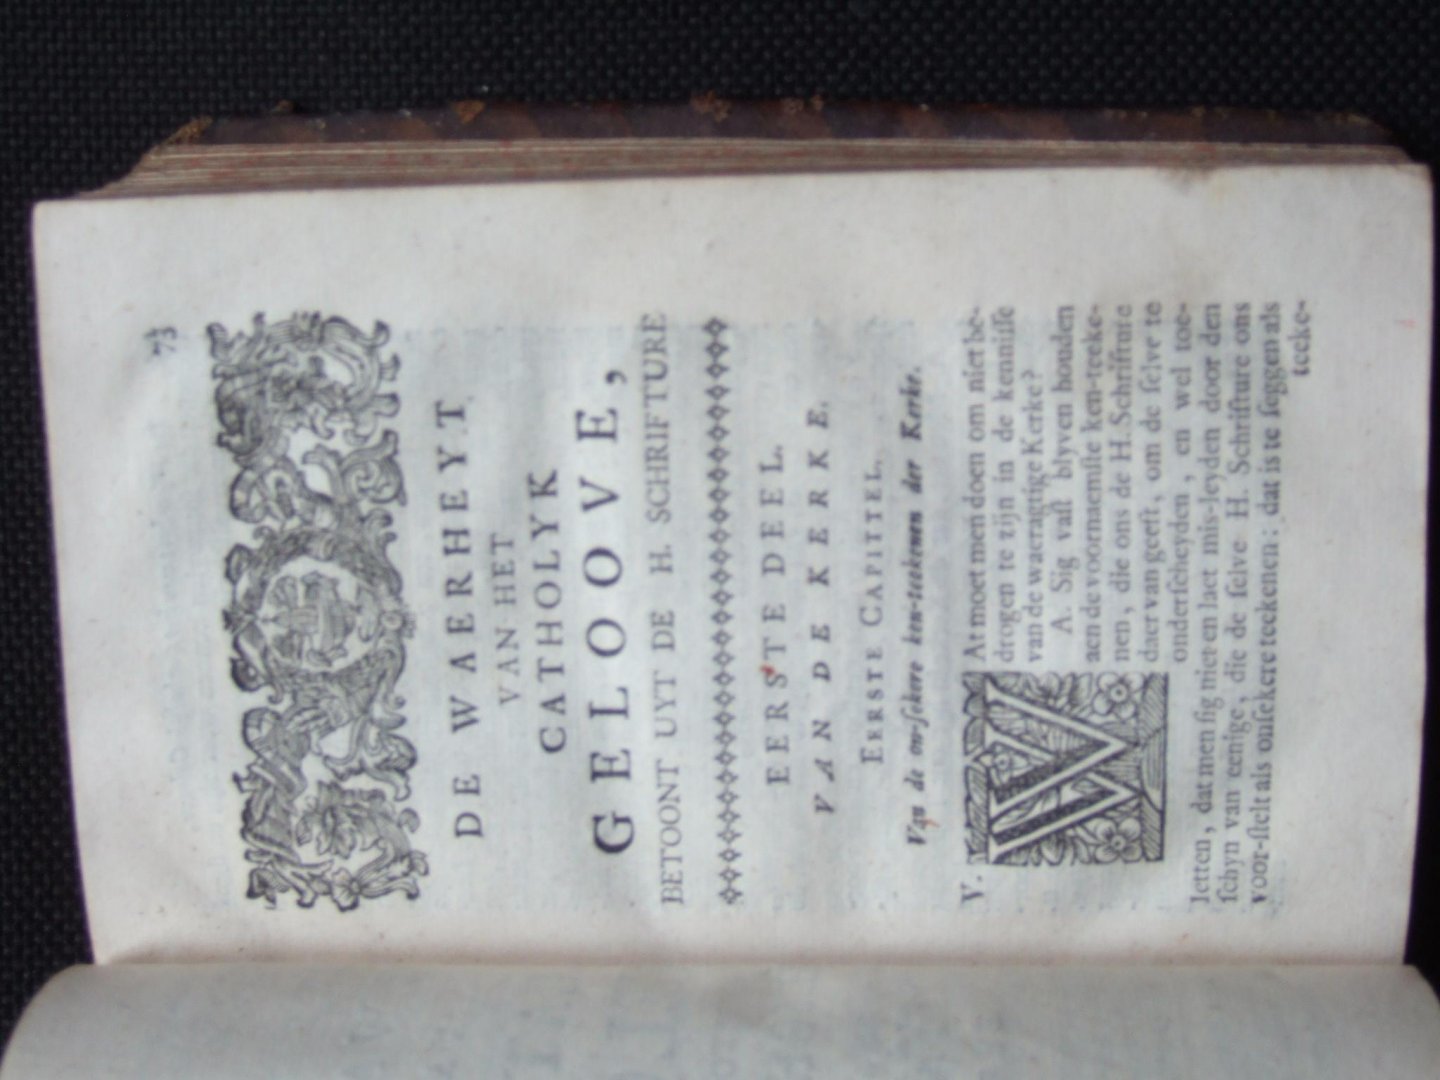 73
DE WAERHEYT
VAN HET
CATHOLYK
GELOOVE,
BETOONT UYT DE H. SCHRIFTURE
EERSTE DEEL.
VAN DE KERKE.
EERSTE CAPITTEL.
Van de onfekere ken-teekenen der Kerke.
V. WAt moet men doen om niet be-
drogen te zijn in de kenniſſe
van de waeragtige Kerke?
A. Sig vaſt blyven houden
aen de voornaemſte ken-teeke-
nen, die ons de H. Schrifture
daer van geeft, om de ſelve te
onderſcheyden, en wel toe-
letten, dat men ſig niet en laet mis-leyden door den
ſchyn van eenige, die de ſelve H. Schrifture ons
voor-ſtelt als onſekere teekenen: dat is te ſeggen als
teeke-